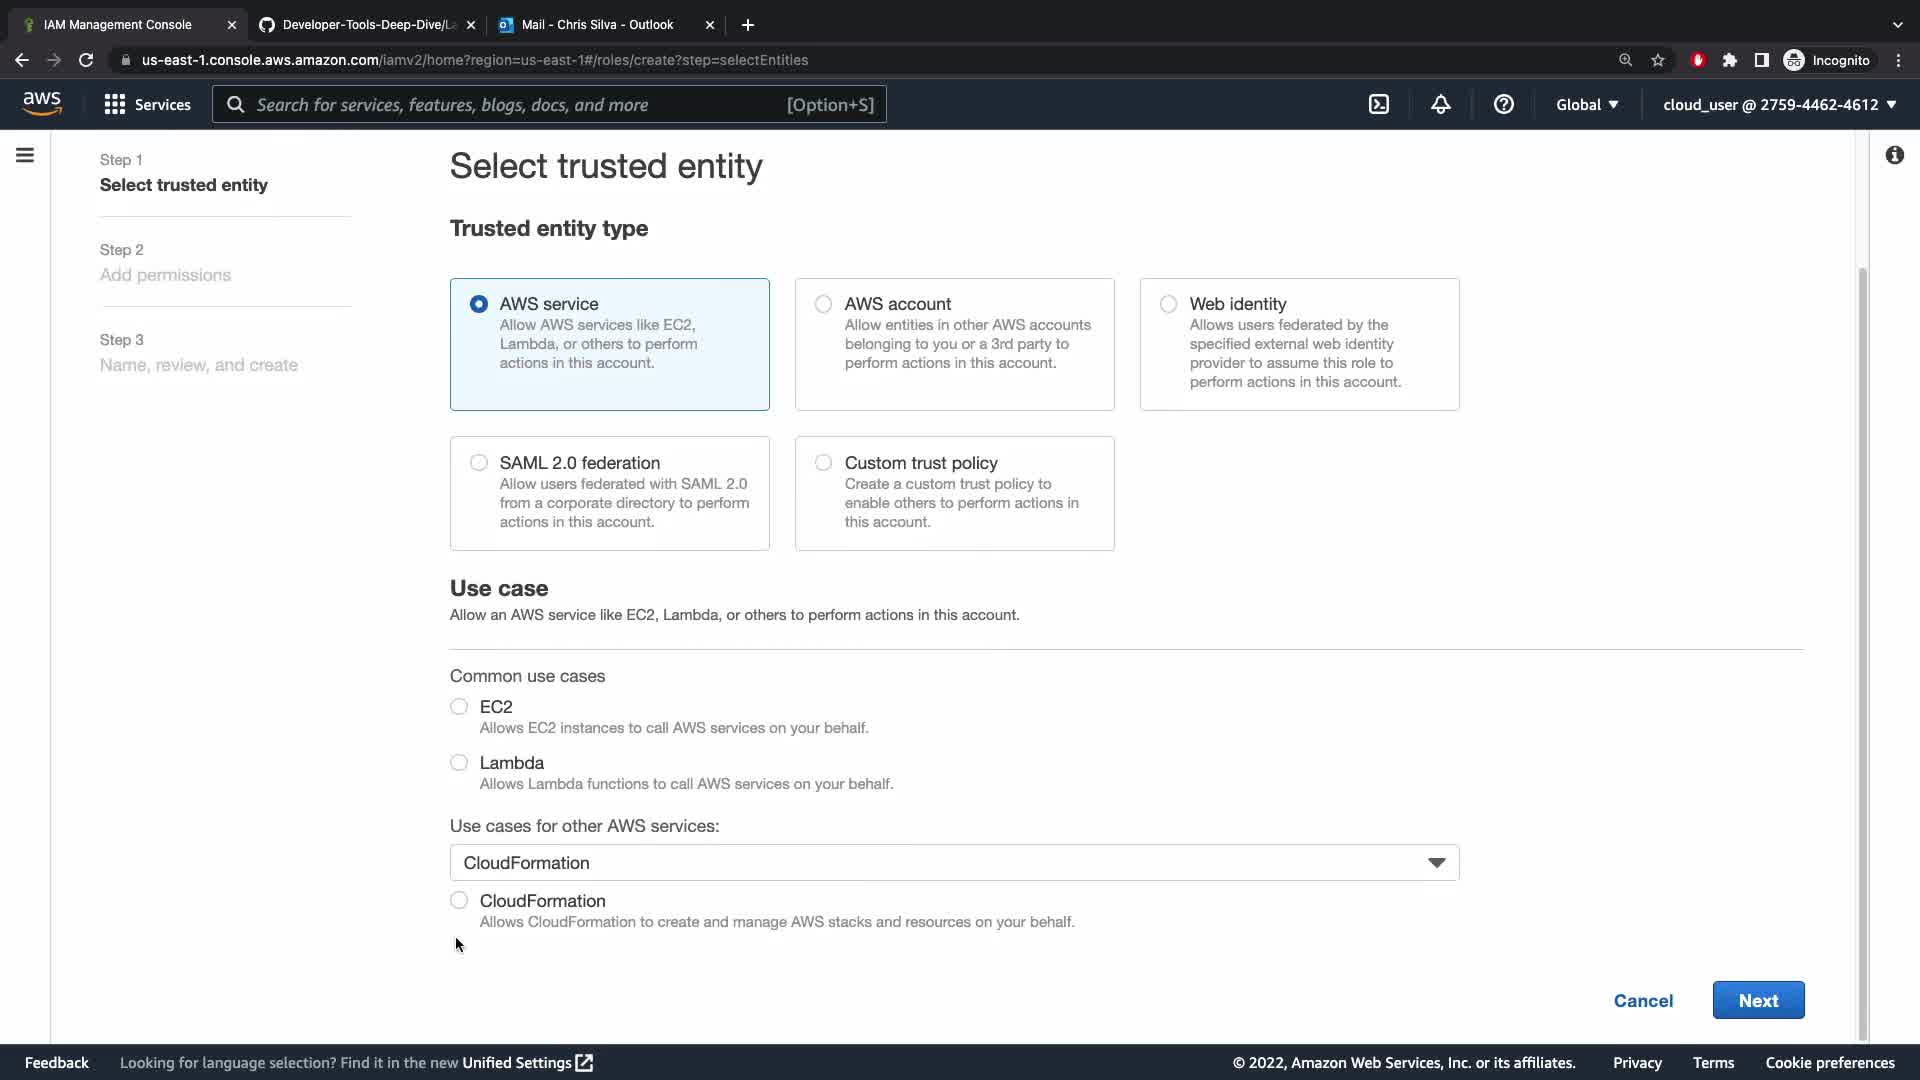 IAM Management Console
Developer-Tools-Deep-Dive/La
Mail - Chris Silva - Outlook
us-east-1.console.aws.amazon.com/iamv2/home?region=us-east-1#/roles/create?step=selectEntities
Incognito
aws
Services
Search for services, features, blogs, docs, and more
[Option+S]
Global
cloud_user @ 2759-4462-4612
Step 1
Select trusted entity
Step 2
Add permissions
Step 3
Name, review, and create
Select trusted entity
Trusted entity type
AWS service
Allow AWS services like EC2,
Lambda, or others to perform
actions in this account.
AWS account
Allow entities in other AWS accounts
belonging to you or a 3rd party to
perform actions in this account.
Web identity
Allows users federated by the
specified external web identity
provider to assume this role to
perform actions in this account.
SAML 2.0 federation
Allow users federated with SAML 2.0
from a corporate directory to perform
actions in this account.
Custom trust policy
Create a custom trust policy to
enable others to perform actions in
this account.
Use case
Allow an AWS service like EC2, Lambda, or others to perform actions in this account.
Common use cases
EC2
Allows EC2 instances to call AWS services on your behalf.
Lambda
Allows Lambda functions to call AWS services on your behalf.
Use cases for other AWS services:
CloudFormation
CloudFormation
Allows CloudFormation to create and manage AWS stacks and resources on your behalf.
Cancel
Next
Feedback
Looking for language selection? Find it in the new Unified Settings
© 2022, Amazon Web Services, Inc. or its affiliates.
Privacy
Terms
Cookie preferences